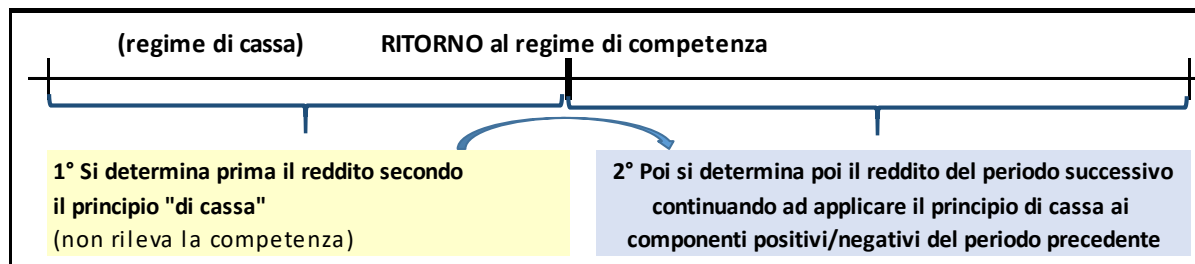 (regime di cassa) RITORNO al regime di competenza
1° Si determina prima il reddito secondo
il principio "di cassa"
(non rileva la competenza)
2° Poi si determina poi il reddito del periodo successivo
continuando ad applicare il principio di cassa ai
componenti positivi/negativi del periodo precedente